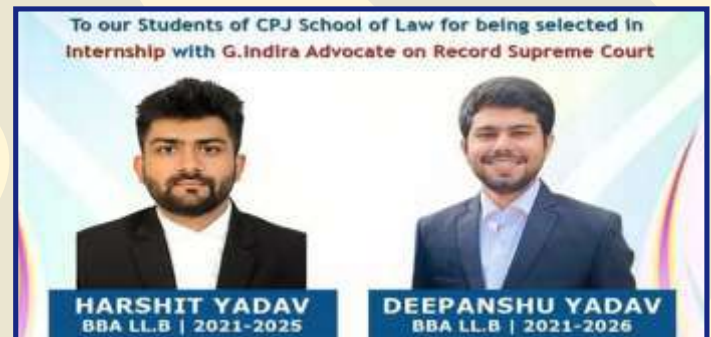 To our Students of CPJ School of Law for being selected in
Internship with G.Indira Advocate on Record Supreme Court
HARSHIT YADAV
BBA LL.B | 2021-2025
DEEPANSHU YADAV
BBA LL.B | 2021-2026